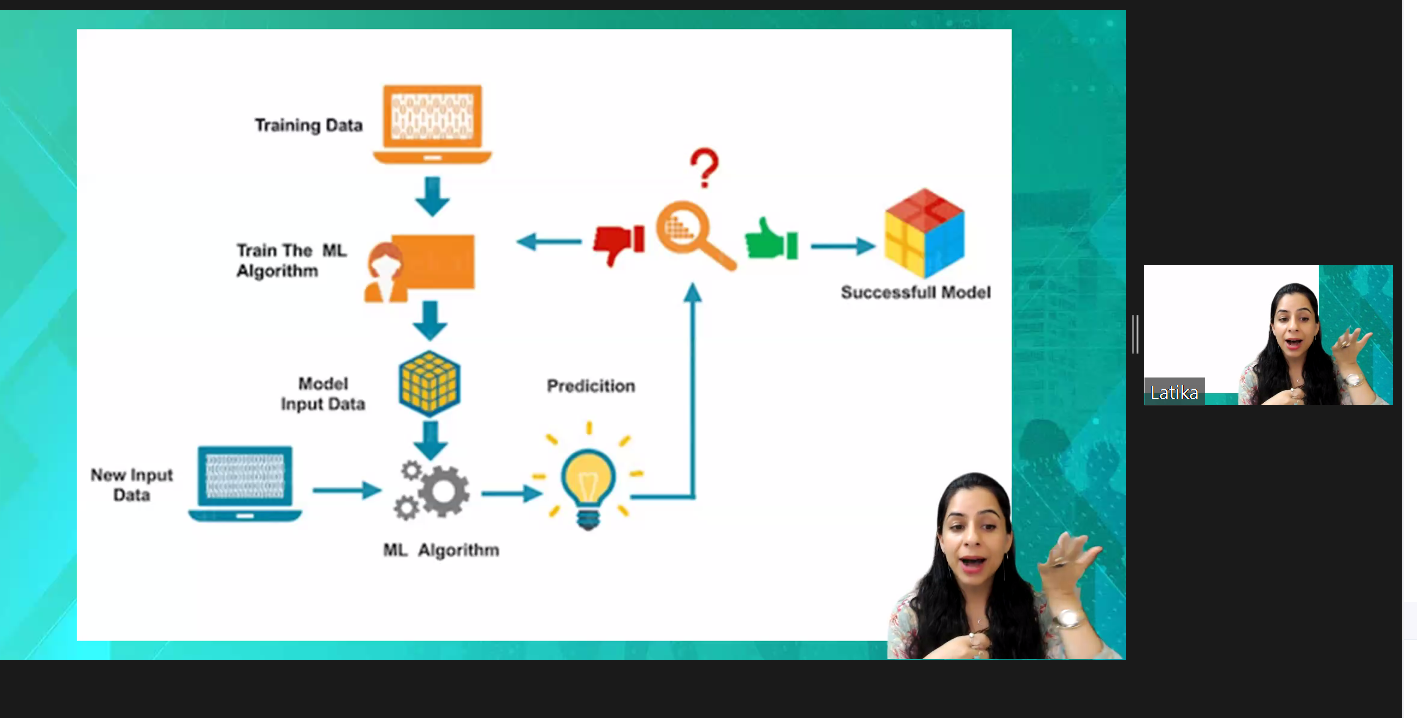 Training Data
?
Train The ML
Algorithm
Successfull Model
Model
Input Data
Predicition
New Input
Data
ML Algorithm
Latika